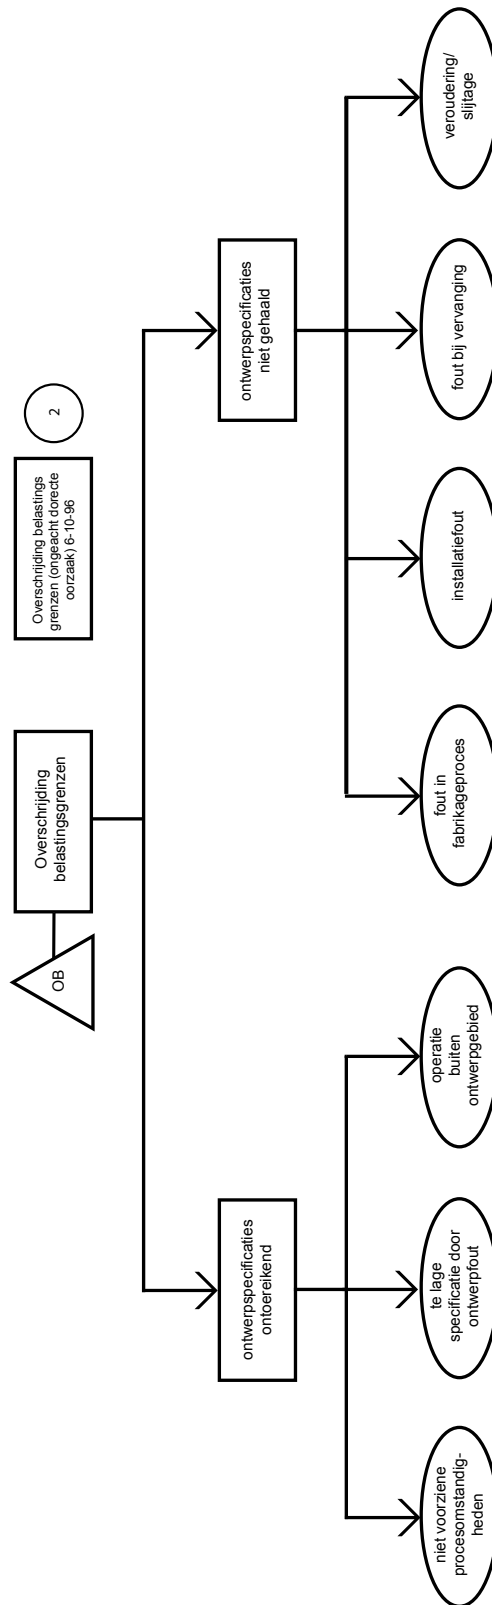 OB
Overschrijding
belastingsgrenzen
Overschrijding belastings
grenzen (ongeacht dorecte
oorzaak) 6-10-96
2
ontwerpspecificaties
ontoereikend
ontwerpspecificaties
niet gehaald
niet voorziene
procesomstandig-
heden
te lage
specificatie door
ontwerpfout
operatie
buiten
ontwerpgebied
fout in
fabrikageproces
installatiefout
fout bij vervanging
veroudering/
slijtage